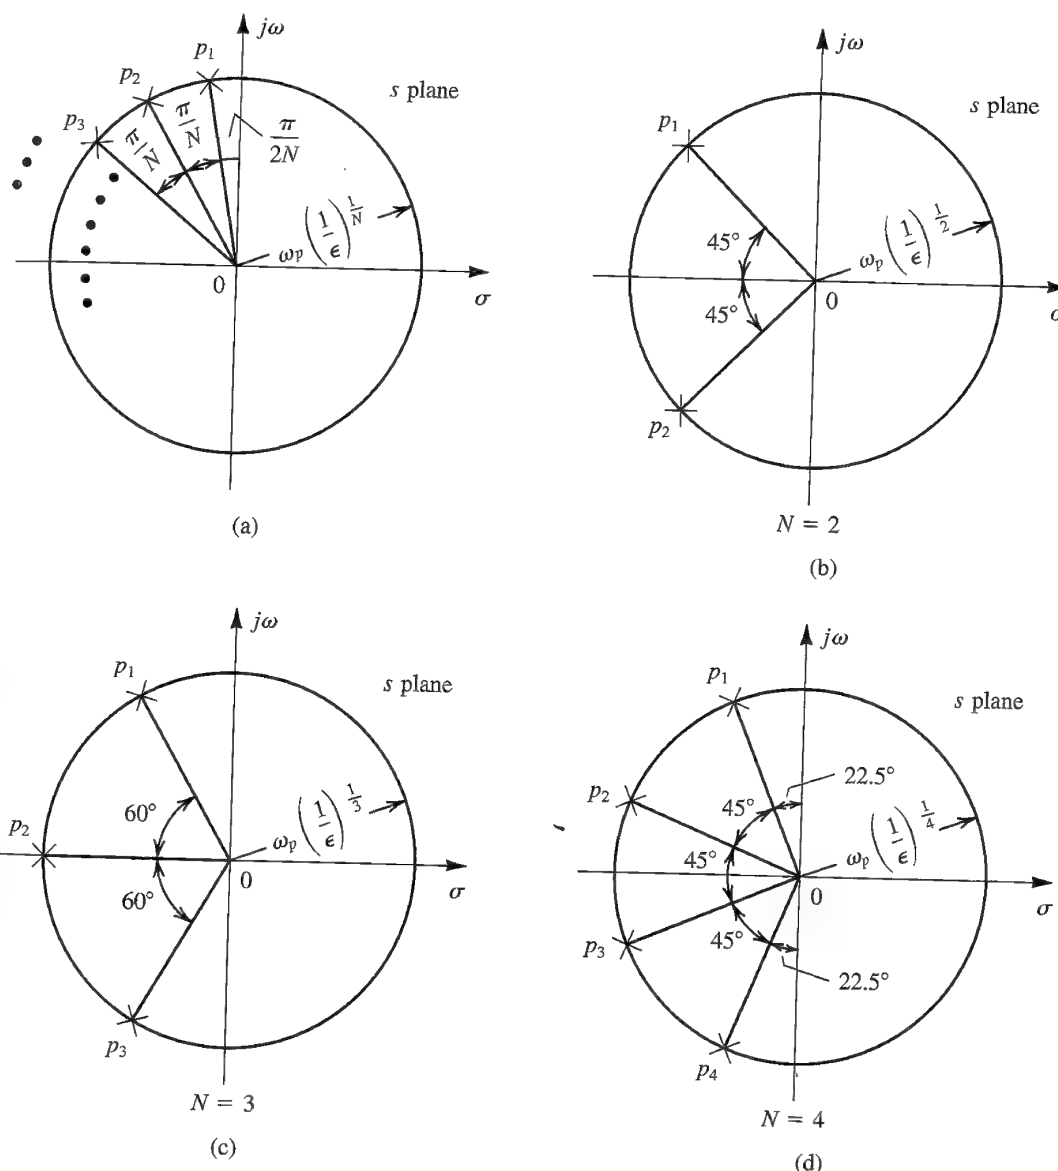 jω
p₁
p₂
s plane
p₃
π/N
π/N
π/2N
ωₚ(1/ϵ)^(1/N)
0
σ
(a)
jω
s plane
p₁
ωₚ(1/ϵ)^(1/2)
45°
45°
0
p₂
N = 2
(b)
jω
p₁
s plane
60°
ωₚ(1/ϵ)^(1/3)
p₂
60°
0
σ
p₃
N = 3
(c)
jω
p₁
s plane
22.5°
p₂
45°
ωₚ(1/ϵ)^(1/4)
45°
0
σ
45°
p₃
22.5°
p₄
N = 4
(d)